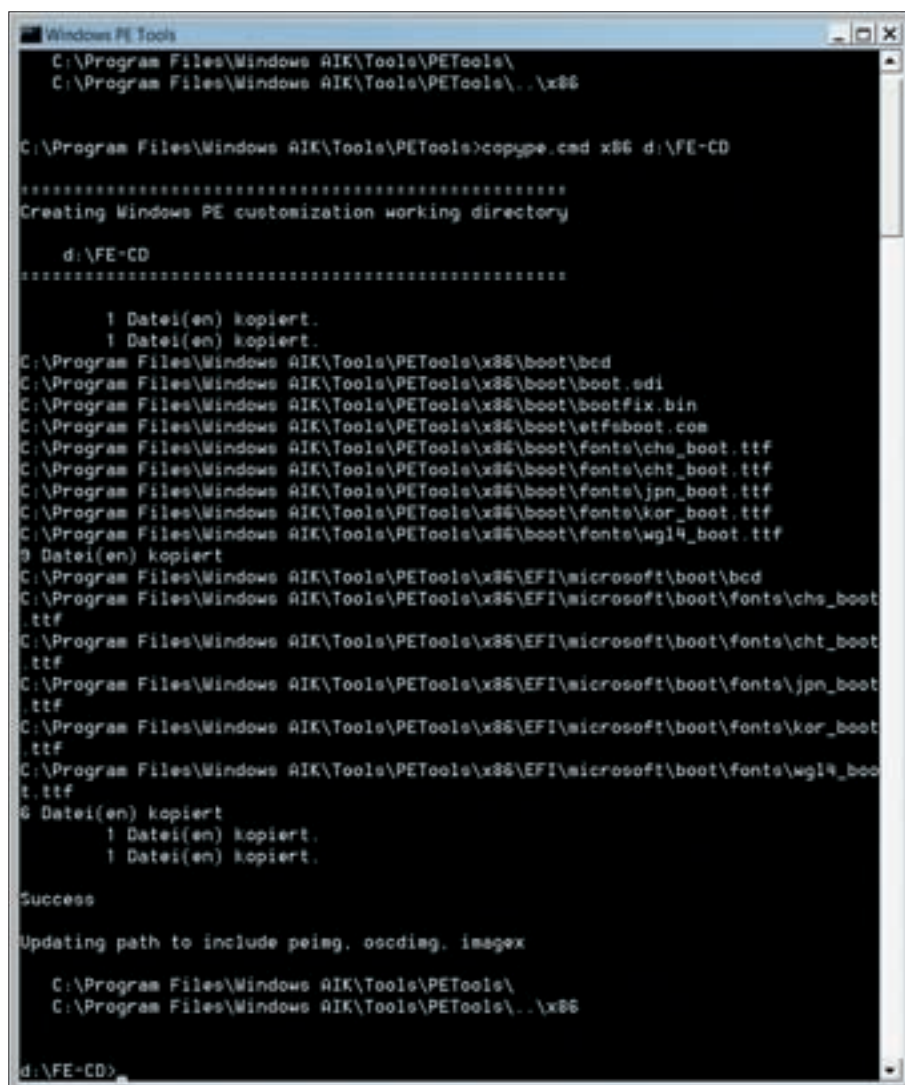 Windows PE Tools
C:\Program Files\Windows AIK\Tools\PETools\
C:\Program Files\Windows AIK\Tools\PETools\..\x86
C:\Program Files\Windows AIK\Tools\PETools>copype.cmd x86 d:\FE-CD
===================================================
Creating Windows PE customization working directory
d:\FE-CD
===================================================
1 Datei(en) kopiert.
1 Datei(en) kopiert.
C:\Program Files\Windows AIK\Tools\PETools\x86\boot\bcd
C:\Program Files\Windows AIK\Tools\PETools\x86\boot\boot.sdi
C:\Program Files\Windows AIK\Tools\PETools\x86\boot\bootfix.bin
C:\Program Files\Windows AIK\Tools\PETools\x86\boot\etfsboot.com
C:\Program Files\Windows AIK\Tools\PETools\x86\boot\fonts\chs_boot.ttf
C:\Program Files\Windows AIK\Tools\PETools\x86\boot\fonts\cht_boot.ttf
C:\Program Files\Windows AIK\Tools\PETools\x86\boot\fonts\jpn_boot.ttf
C:\Program Files\Windows AIK\Tools\PETools\x86\boot\fonts\kor_boot.ttf
C:\Program Files\Windows AIK\Tools\PETools\x86\boot\fonts\wgl4_boot.ttf
9 Datei(en) kopiert
C:\Program Files\Windows AIK\Tools\PETools\x86\EFI\microsoft\boot\bcd
C:\Program Files\Windows AIK\Tools\PETools\x86\EFI\microsoft\boot\fonts\chs_boot
.ttf
C:\Program Files\Windows AIK\Tools\PETools\x86\EFI\microsoft\boot\fonts\cht_boot
.ttf
C:\Program Files\Windows AIK\Tools\PETools\x86\EFI\microsoft\boot\fonts\jpn_boot
.ttf
C:\Program Files\Windows AIK\Tools\PETools\x86\EFI\microsoft\boot\fonts\kor_boot
.ttf
C:\Program Files\Windows AIK\Tools\PETools\x86\EFI\microsoft\boot\fonts\wgl4_boo
t.ttf
6 Datei(en) kopiert
1 Datei(en) kopiert.
1 Datei(en) kopiert.
Success
Updating path to include peimg, oscdimg, imagex
C:\Program Files\Windows AIK\Tools\PETools\
C:\Program Files\Windows AIK\Tools\PETools\..\x86
d:\FE-CD>_